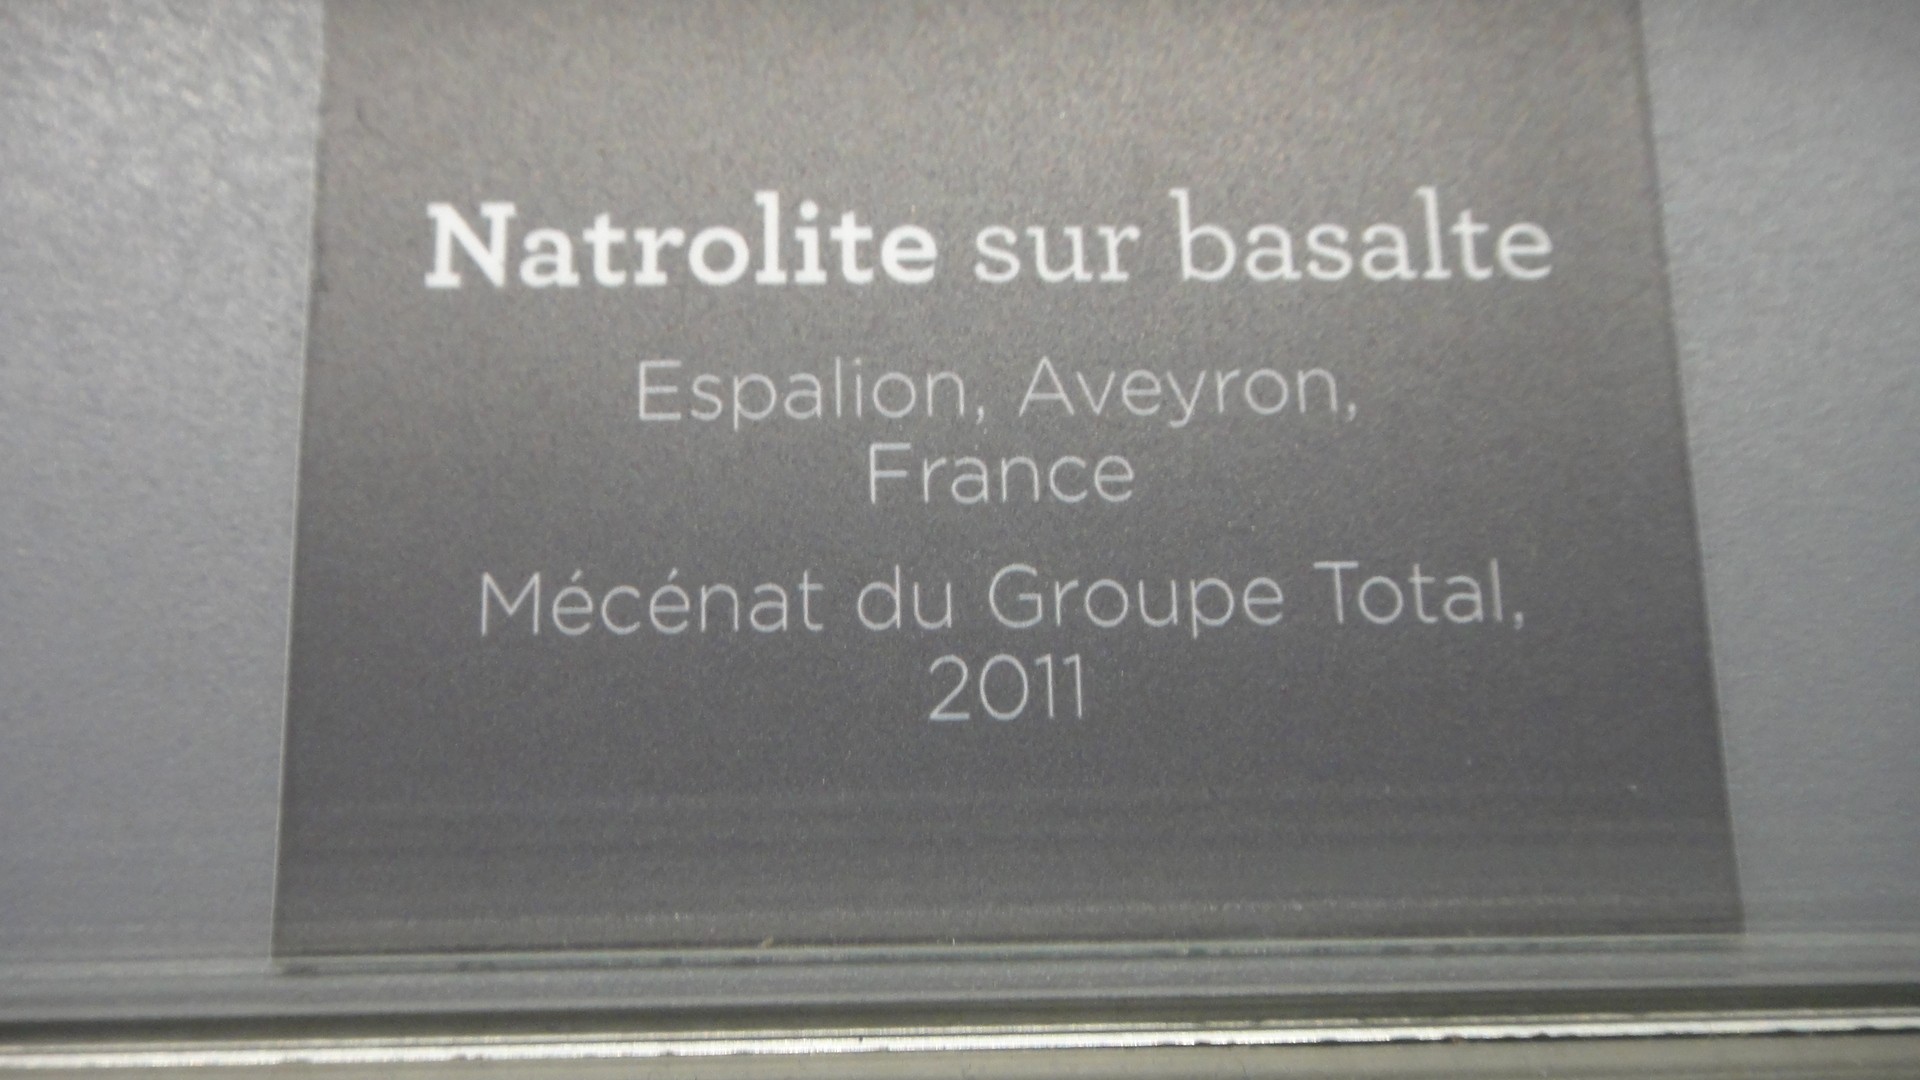 Natrolite sur basalte
Espalion, Aveyron,
France
Mécénat du Groupe Total,
2011